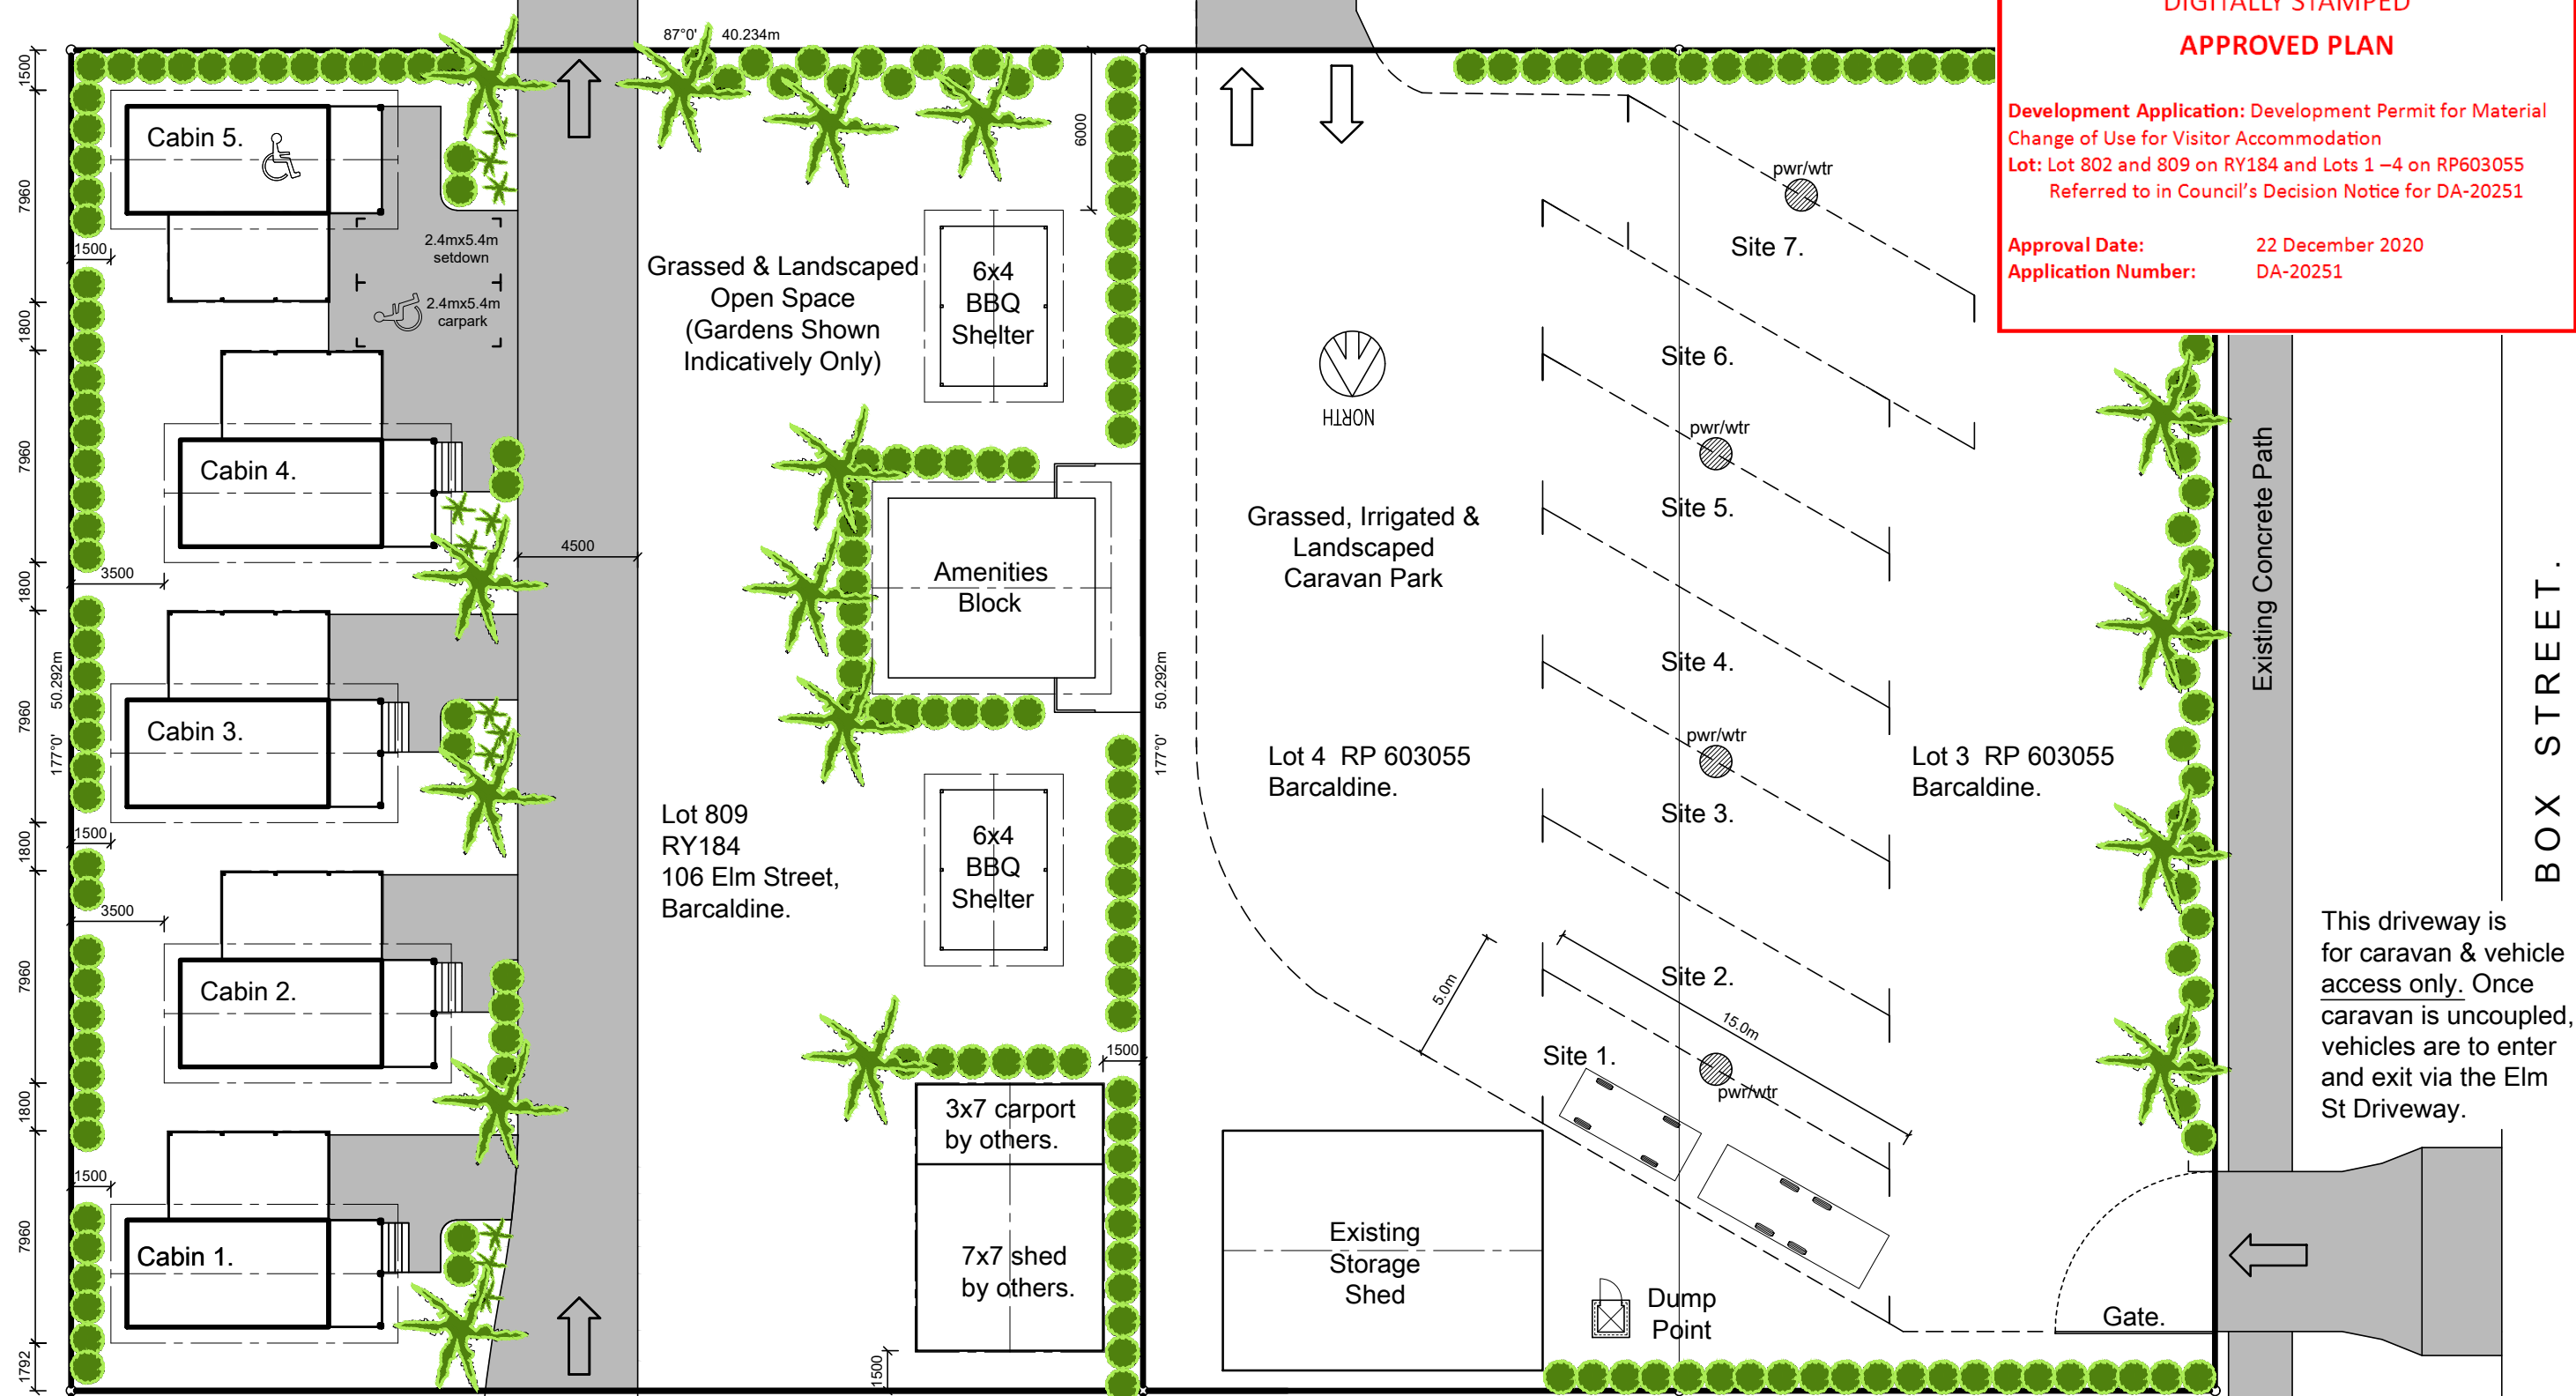 DIGITALLY STAMPED
APPROVED PLAN
Development Application: Development Permit for Material
Change of Use for Visitor Accommodation
Lot: Lot 802 and 809 on RY184 and Lots 1 –4 on RP603055
Referred to in Council's Decision Notice for DA-20251
Approval Date: 22 December 2020
Application Number: DA-20251
87°0' 40.234m
1500
7960
1800
7960
1800
7960
1800
7960
1800
7960
1792
177°0' 50.292m
Cabin 5.
1500
2.4mx5.4m
setdown
2.4mx5.4m
carpark
Cabin 4.
3500
4500
Cabin 3.
1500
3500
Cabin 2.
1500
Cabin 1.
6000
Grassed & Landscaped
Open Space
(Gardens Shown
Indicatively Only)
6x4
BBQ
Shelter
Amenities
Block
Lot 809
RY184
106 Elm Street,
Barcaldine.
6x4
BBQ
Shelter
1500
3x7 carport
by others.
7x7 shed
by others.
1500
177°0' 50.292m
NORTH
Grassed, Irrigated &
Landscaped
Caravan Park
Lot 4 RP 603055
Barcaldine.
pwr/wtr
Site 7.
Site 6.
pwr/wtr
Site 5.
Site 4.
pwr/wtr
Site 3.
Lot 3 RP 603055
Barcaldine.
Site 2.
5.0m
15.0m
Site 1.
pwr/wtr
Existing
Storage
Shed
Dump
Point
Gate.
Existing Concrete Path
BOX STREET.
This driveway is
for caravan & vehicle
access only. Once
caravan is uncoupled,
vehicles are to enter
and exit via the Elm
St Driveway.